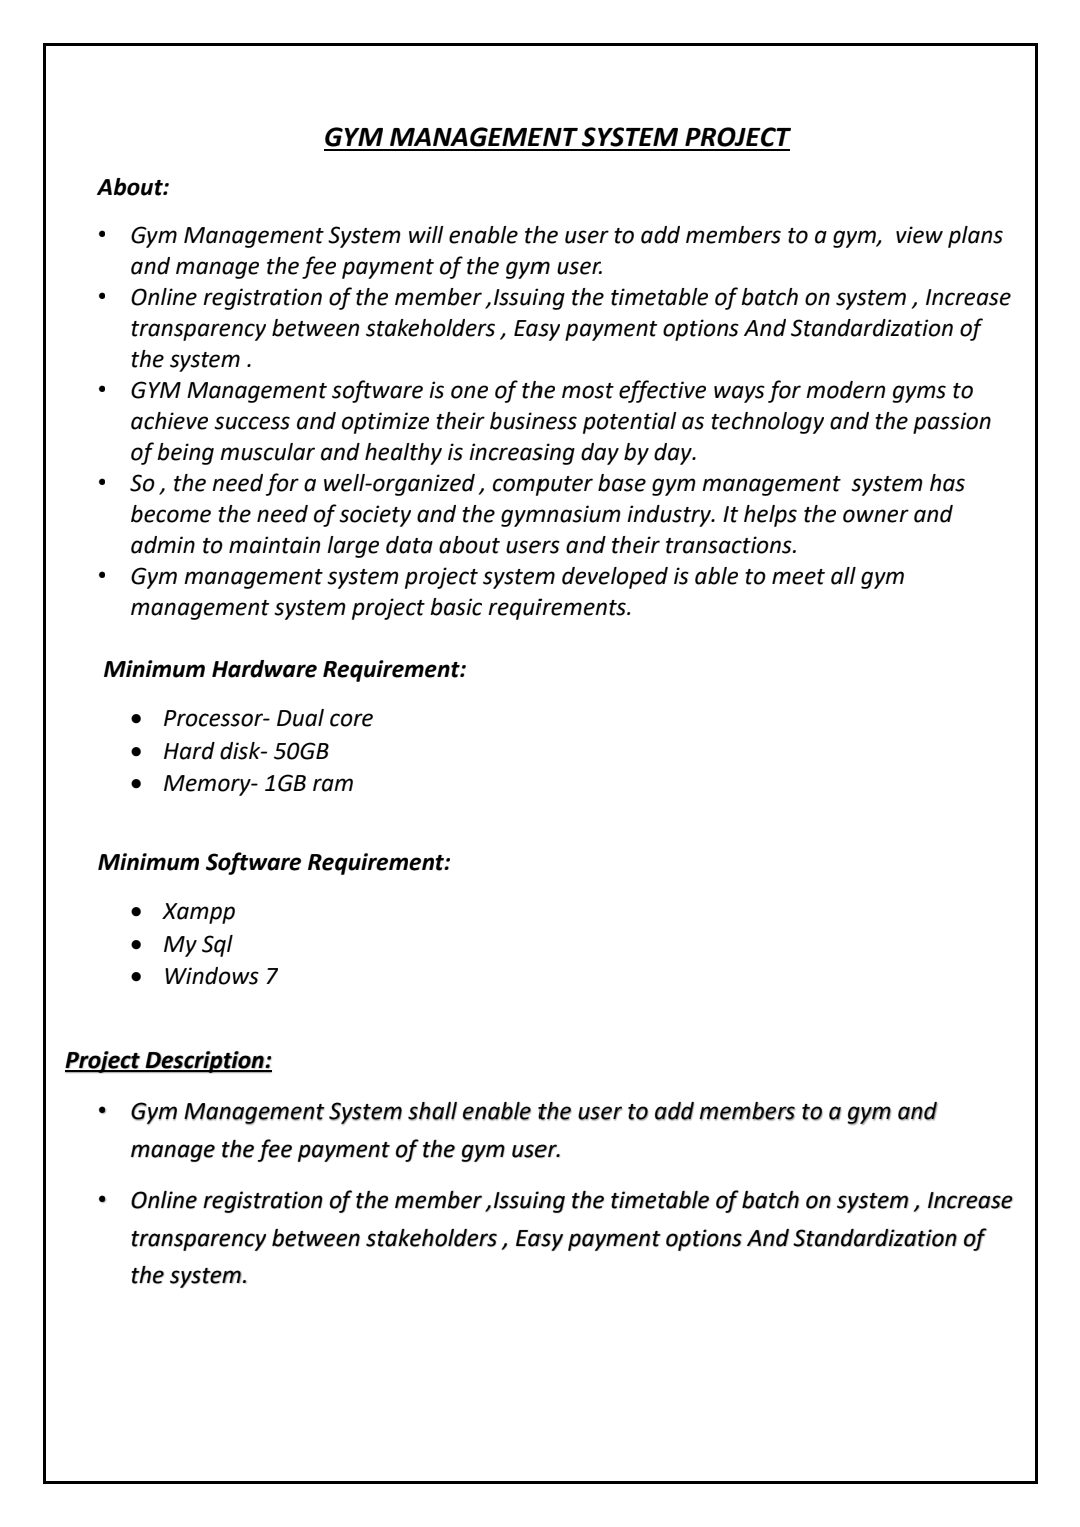 GYM MANAGEMENT SYSTEM PROJECT
About:
• Gym Management System will enable the user to add members to a gym,  view plans
and manage the fee payment of the gym user.
• Online registration of the member ,Issuing the timetable of batch on system , Increase
transparency between stakeholders , Easy payment options And Standardization of
the system .
• GYM Management software is one of the most effective ways for modern gyms to
achieve success and optimize their business potential as technology and the passion
of being muscular and healthy is increasing day by day.
• So , the need for a well-organized , computer base gym management  system has
become the need of society and the gymnasium industry. It helps the owner and
admin to maintain large data about users and their transactions.
• Gym management system project system developed is able to meet all gym
management system project basic requirements.
Minimum Hardware Requirement:
• Processor- Dual core
• Hard disk- 50GB
• Memory- 1GB ram
Minimum Software Requirement:
• Xampp
• My Sql
• Windows 7
Project Description:
• Gym Management System shall enable the user to add members to a gym and
manage the fee payment of the gym user.
• Online registration of the member ,Issuing the timetable of batch on system , Increase
transparency between stakeholders , Easy payment options And Standardization of
the system.